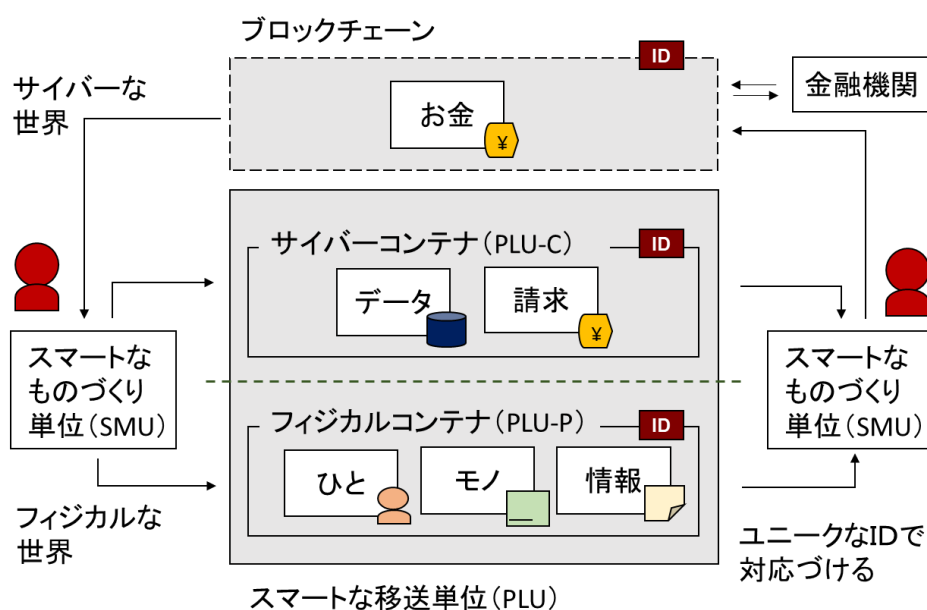 ブロックチェーン
ID
サイバーな
世界
お金
¥
金融機関
サイバーコンテナ(PLU-C)
ID
データ
請求
¥
スマートな
ものづくり
単位(SMU)
スマートな
ものづくり
単位(SMU)
フィジカルコンテナ(PLU-P)
ID
ひと
モノ
情報
フィジカルな
世界
ユニークなIDで
対応づける
スマートな移送単位(PLU)